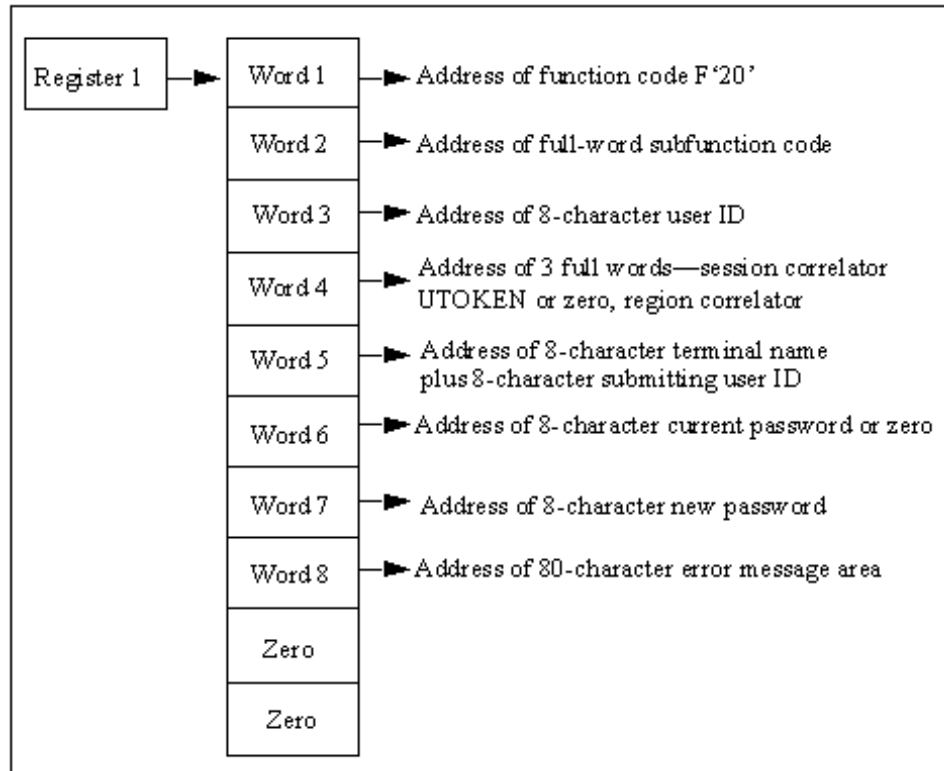 Register 1
Word 1
Address of function code F‘20’
Word 2
Address of full-word subfunction code
Word 3
Address of 8-character user ID
Word 4
Address of 3 full words—session correlator
UTOKEN or zero, region correlator
Word 5
Address of 8-character terminal name
plus 8-character submitting user ID
Word 6
Address of 8-character current password or zero
Word 7
Address of 8-character new password
Word 8
Address of 80-character error message area
Zero
Zero